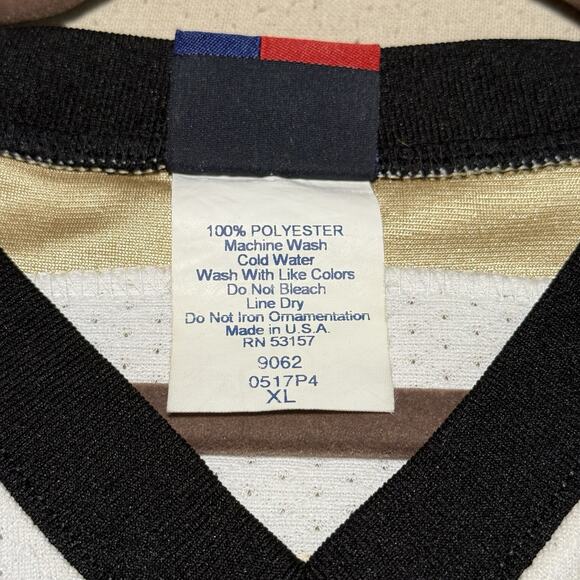 100% POLYESTER
Machine Wash
Cold Water
Wash With Like Colors
Do Not Bleach
Line Dry
Do Not Iron Ornamentation
Made in U.S.A.
RN 53157
9062
0517P4
XL